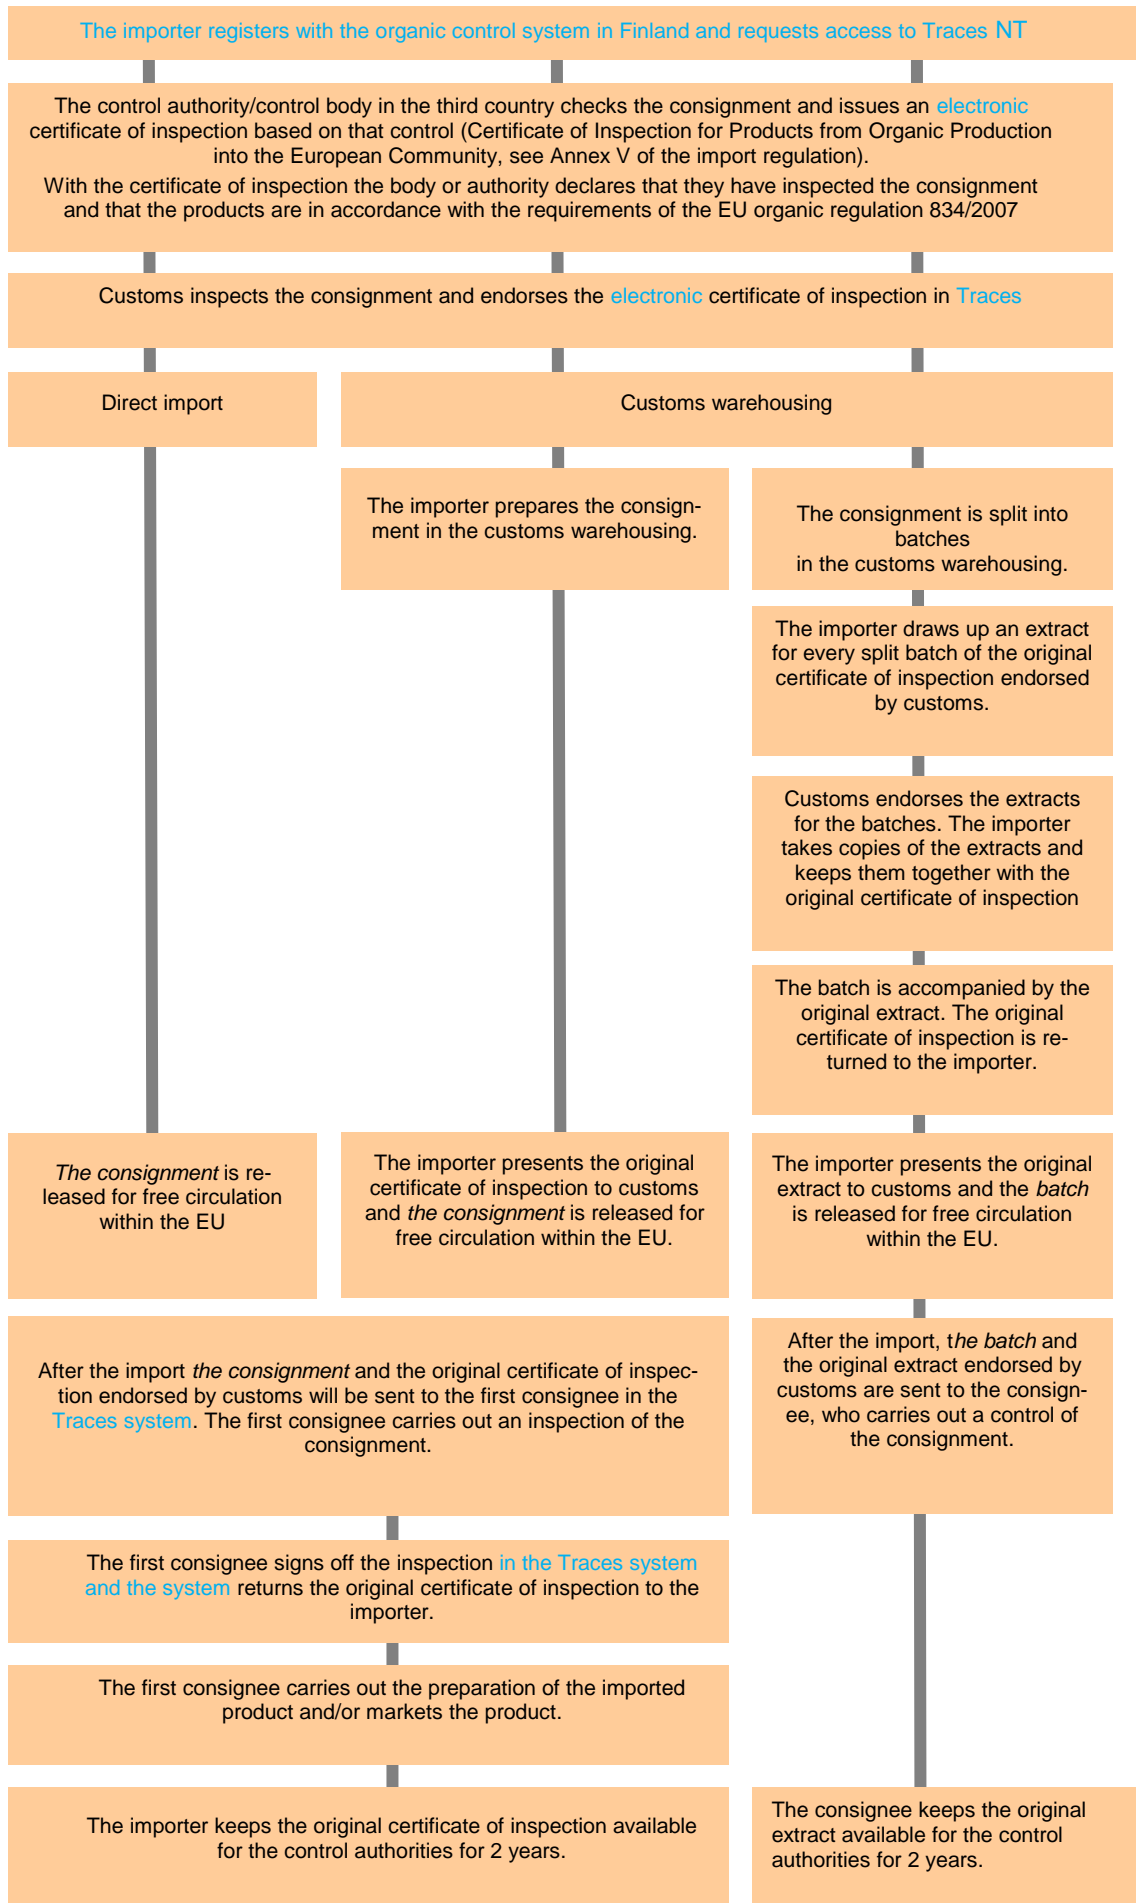 The importer registers with the organic control system in Finland and requests access to Traces NT
The control authority/control body in the third country checks the consignment and issues an electronic
certificate of inspection based on that control (Certificate of Inspection for Products from Organic Production
into the European Community, see Annex V of the import regulation).
With the certificate of inspection the body or authority declares that they have inspected the consignment
and that the products are in accordance with the requirements of the EU organic regulation 834/2007
Customs inspects the consignment and endorses the electronic certificate of inspection in Traces
Direct import
Customs warehousing
The importer prepares the consign-
ment in the customs warehousing.
The consignment is split into
batches
in the customs warehousing.
The importer draws up an extract
for every split batch of the original
certificate of inspection endorsed
by customs.
Customs endorses the extracts
for the batches. The importer
takes copies of the extracts and
keeps them together with the
original certificate of inspection
The batch is accompanied by the
original extract. The original
certificate of inspection is re-
turned to the importer.
The consignment is re-
leased for free circulation
within the EU
The importer presents the original
certificate of inspection to customs
and the consignment is released for
free circulation within the EU.
The importer presents the original
extract to customs and the batch
is released for free circulation
within the EU.
After the import the consignment and the original certificate of inspec-
tion endorsed by customs will be sent to the first consignee in the
Traces system. The first consignee carries out an inspection of the
consignment.
After the import, the batch and
the original extract endorsed by
customs are sent to the consign-
ee, who carries out a control of
the consignment.
The first consignee signs off the inspection in the Traces system
and the system returns the original certificate of inspection to the
importer.
The first consignee carries out the preparation of the imported
product and/or markets the product.
The importer keeps the original certificate of inspection available
for the control authorities for 2 years.
The consignee keeps the original
extract available for the control
authorities for 2 years.